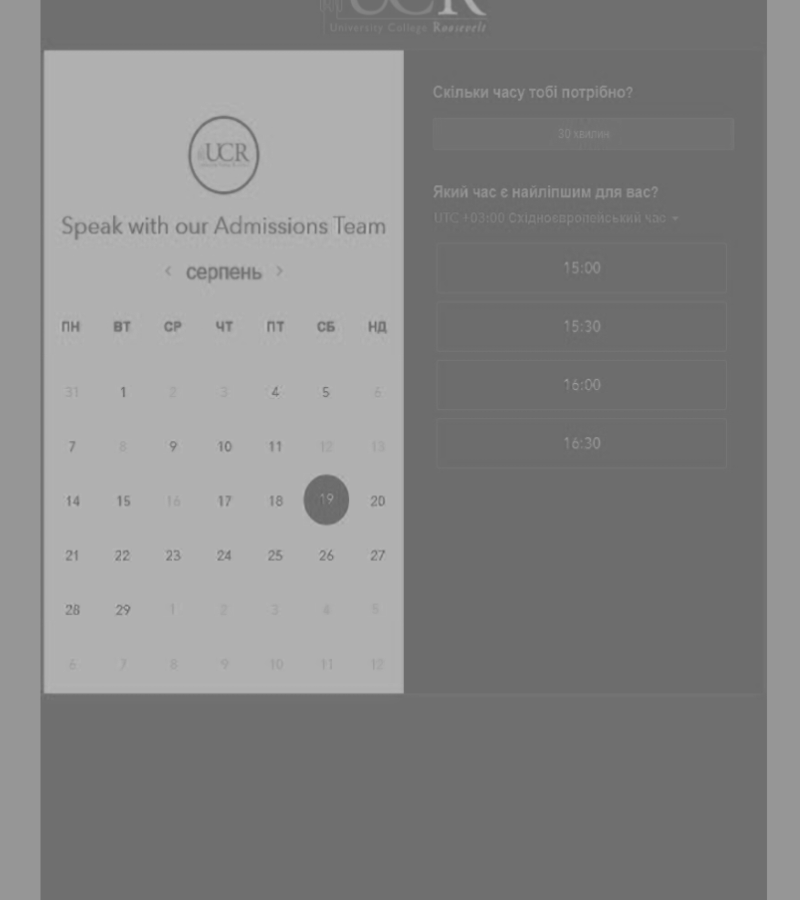 UCR
University College Roosevelt
UCR
Speak with our Admissions Team
‹ серпень ›
ПН ВТ СР ЧТ ПТ СБ НД
31 1 2 3 4 5 6
7 8 9 10 11 12 13
14 15 16 17 18 19 20
21 22 23 24 25 26 27
28 29 1 2 3 4 5
6 7 8 9 10 11 12
Скільки часу тобі потрібно?
30 хвилин
Який час є найліпшим для вас?
UTC +03:00 Східноєвропейський час
15:00
15:30
16:00
16:30